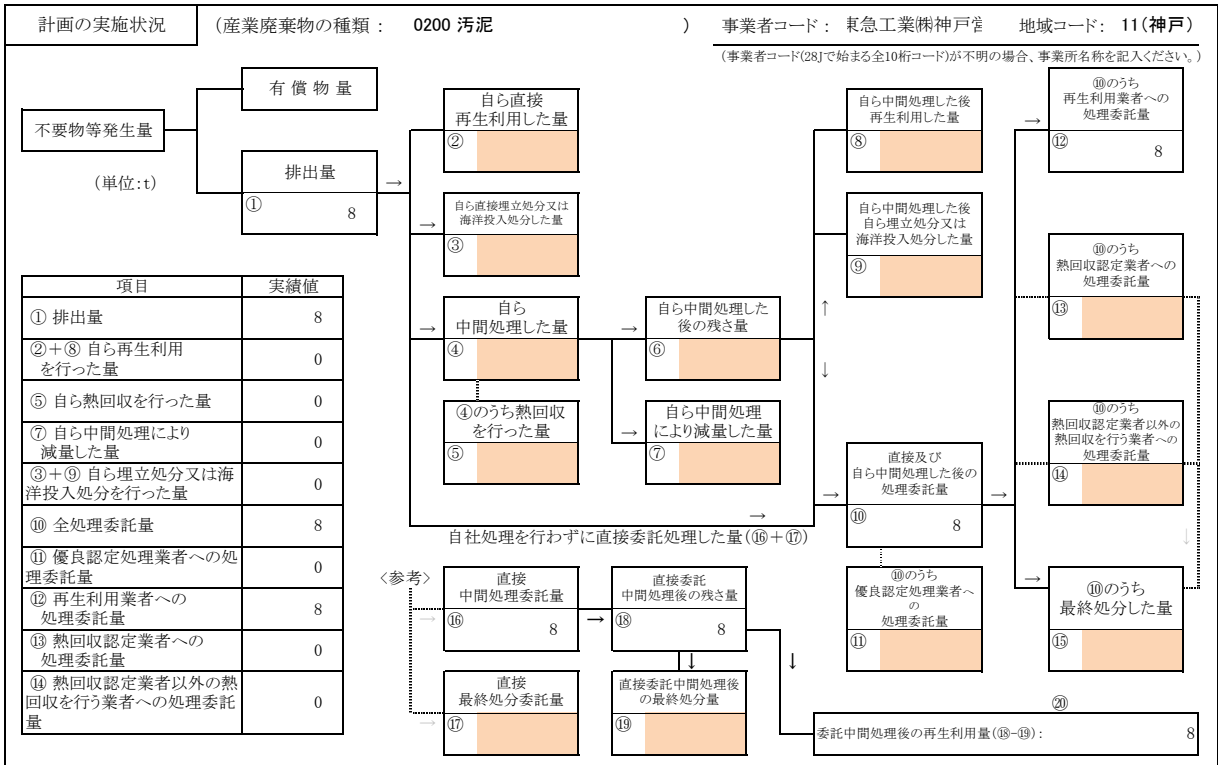 計画の実施状況
(産業廃棄物の種類 : 0200 汚泥 )
事業者コード : 東急工業㈱神戸営
地域コード: 11(神戸)
(事業者コード(28Jで始まる全10桁コード)が不明の場合、事業所名称を記入ください。)
不要物等発生量
(単位:t)
有 償 物 量
排出量
① 8
→
自ら直接
再生利用した量
②
→
自ら直接埋立処分又は
海洋投入処分した量
③
→
自ら
中間処理した量
④
④のうち熱回収
を行った量
⑤
→
自ら中間処理した
後の残さ量
⑥
→
自ら中間処理
により減量した量
⑦
自ら中間処理した後
再生利用した量
⑧
自ら中間処理した後
自ら埋立処分又は
海洋投入処分した量
⑨
↑
↓
→
直接及び
自ら中間処理した後の
処理委託量
⑩ 8
→
⑩のうち
優良認定処理業者へ
の
処理委託量
⑪
→
⑩のうち
再生利用業者への
処理委託量
⑫ 8
⑩のうち
熱回収認定業者への
処理委託量
⑬
⑩のうち
熱回収認定業者以外の
熱回収を行う業者への
処理委託量
⑭
↓
→
⑩のうち
最終処分した量
⑮
→
自社処理を行わずに直接委託処理した量(⑯+⑰)
〈参考〉
→
直接
中間処理委託量
⑯ 8
→
直接委託
中間処理後の残さ量
⑱ 8
→
直接
最終処分委託量
⑰
↓
直接委託中間処理後
の最終処分量
⑲
↓
⑳
委託中間処理後の再生利用量(⑱-⑲) : 8
項目 実績値
① 排出量 8
②+⑧ 自ら再生利用
を行った量 0
⑤ 自ら熱回収を行った量 0
⑦ 自ら中間処理により
減量した量 0
③+⑨ 自ら埋立処分又は海
洋投入処分を行った量 0
⑩ 全処理委託量 8
⑪ 優良認定処理業者への処
理委託量 0
⑫ 再生利用業者への
処理委託量 8
⑬ 熱回収認定業者への
処理委託量 0
⑭ 熱回収認定業者以外の熱
回収を行う業者への処理委託
量 0